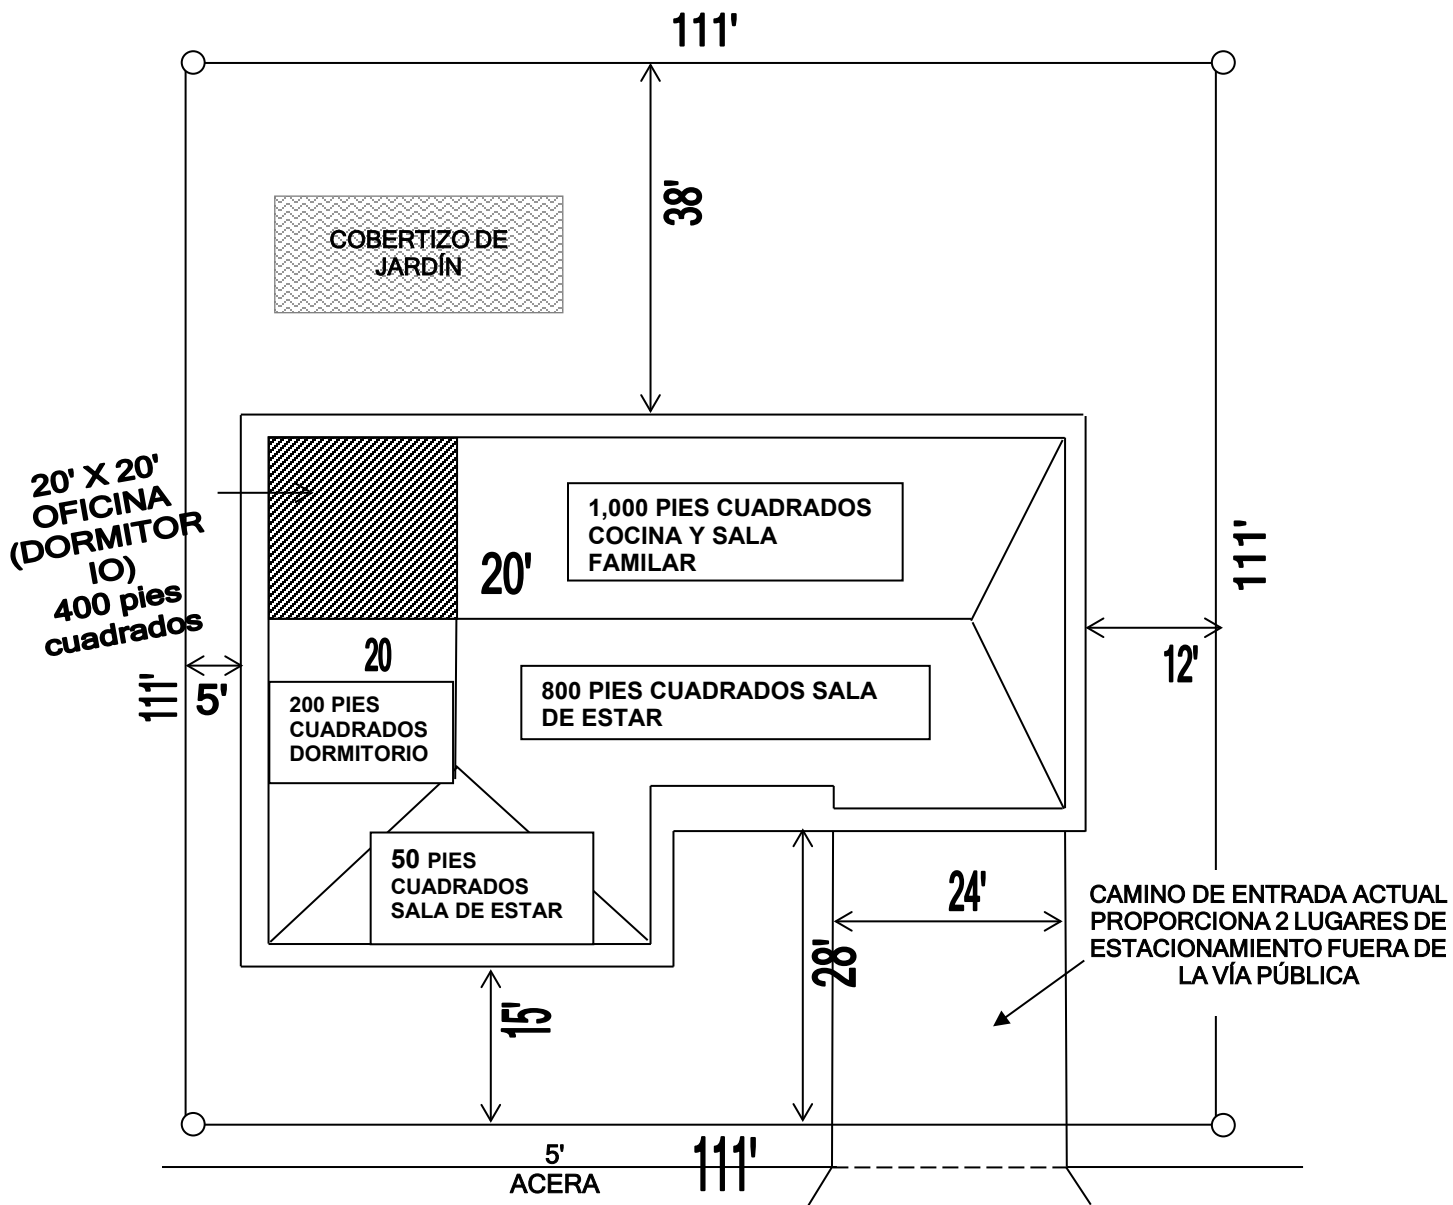 111'
38'
COBERTIZO DE
JARDÍN
20' X 20'
OFICINA
(DORMITOR
IO)
400 pies
cuadrados
1,000 PIES CUADRADOS
COCINA Y SALA
FAMILAR
20'
111'
20
12'
111'
5'
200 PIES
CUADRADOS
DORMITORIO
800 PIES CUADRADOS SALA
DE ESTAR
50 PIES
CUADRADOS
SALA DE ESTAR
24'
28'
15'
CAMINO DE ENTRADA ACTUAL
PROPORCIONA 2 LUGARES DE
ESTACIONAMIENTO FUERA DE
LA VÍA PÚBLICA
5'
ACERA
111'